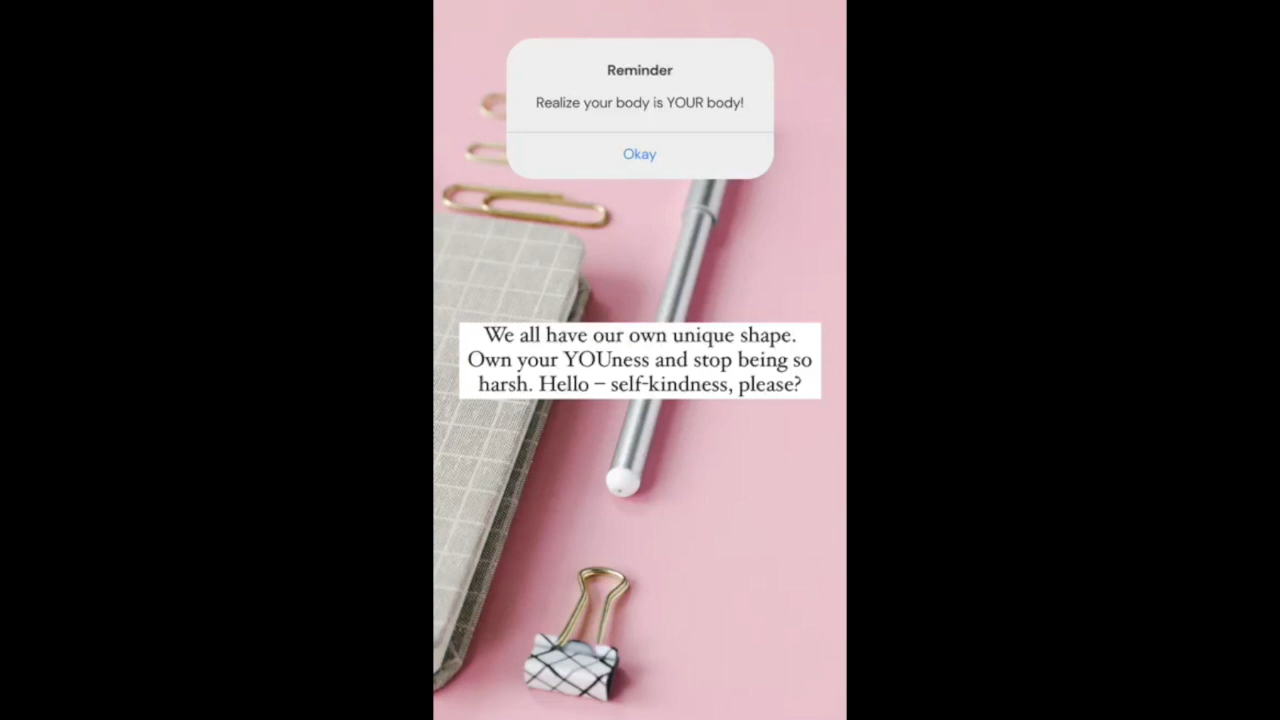 Reminder
Realize your body is YOUR body!
Okay
We all have our own unique shape.
Own your YOUness and stop being so
harsh. Hello – self-kindness, please?